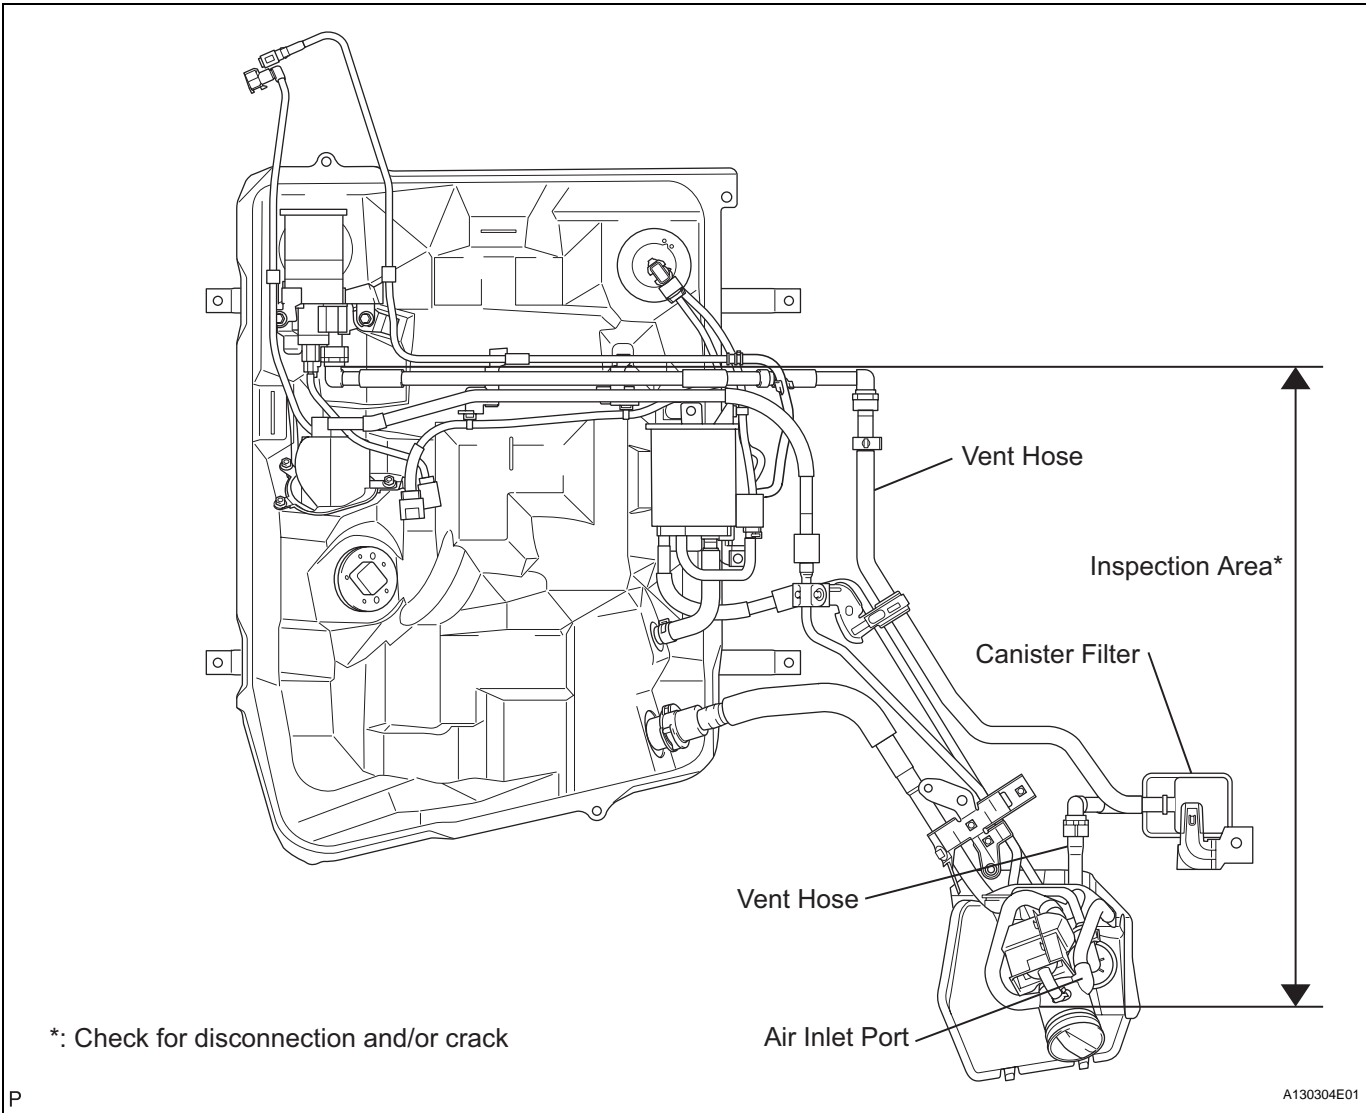 Vent Hose
Inspection Area*
Canister Filter
Vent Hose
Air Inlet Port
*: Check for disconnection and/or crack
P
A130304E01